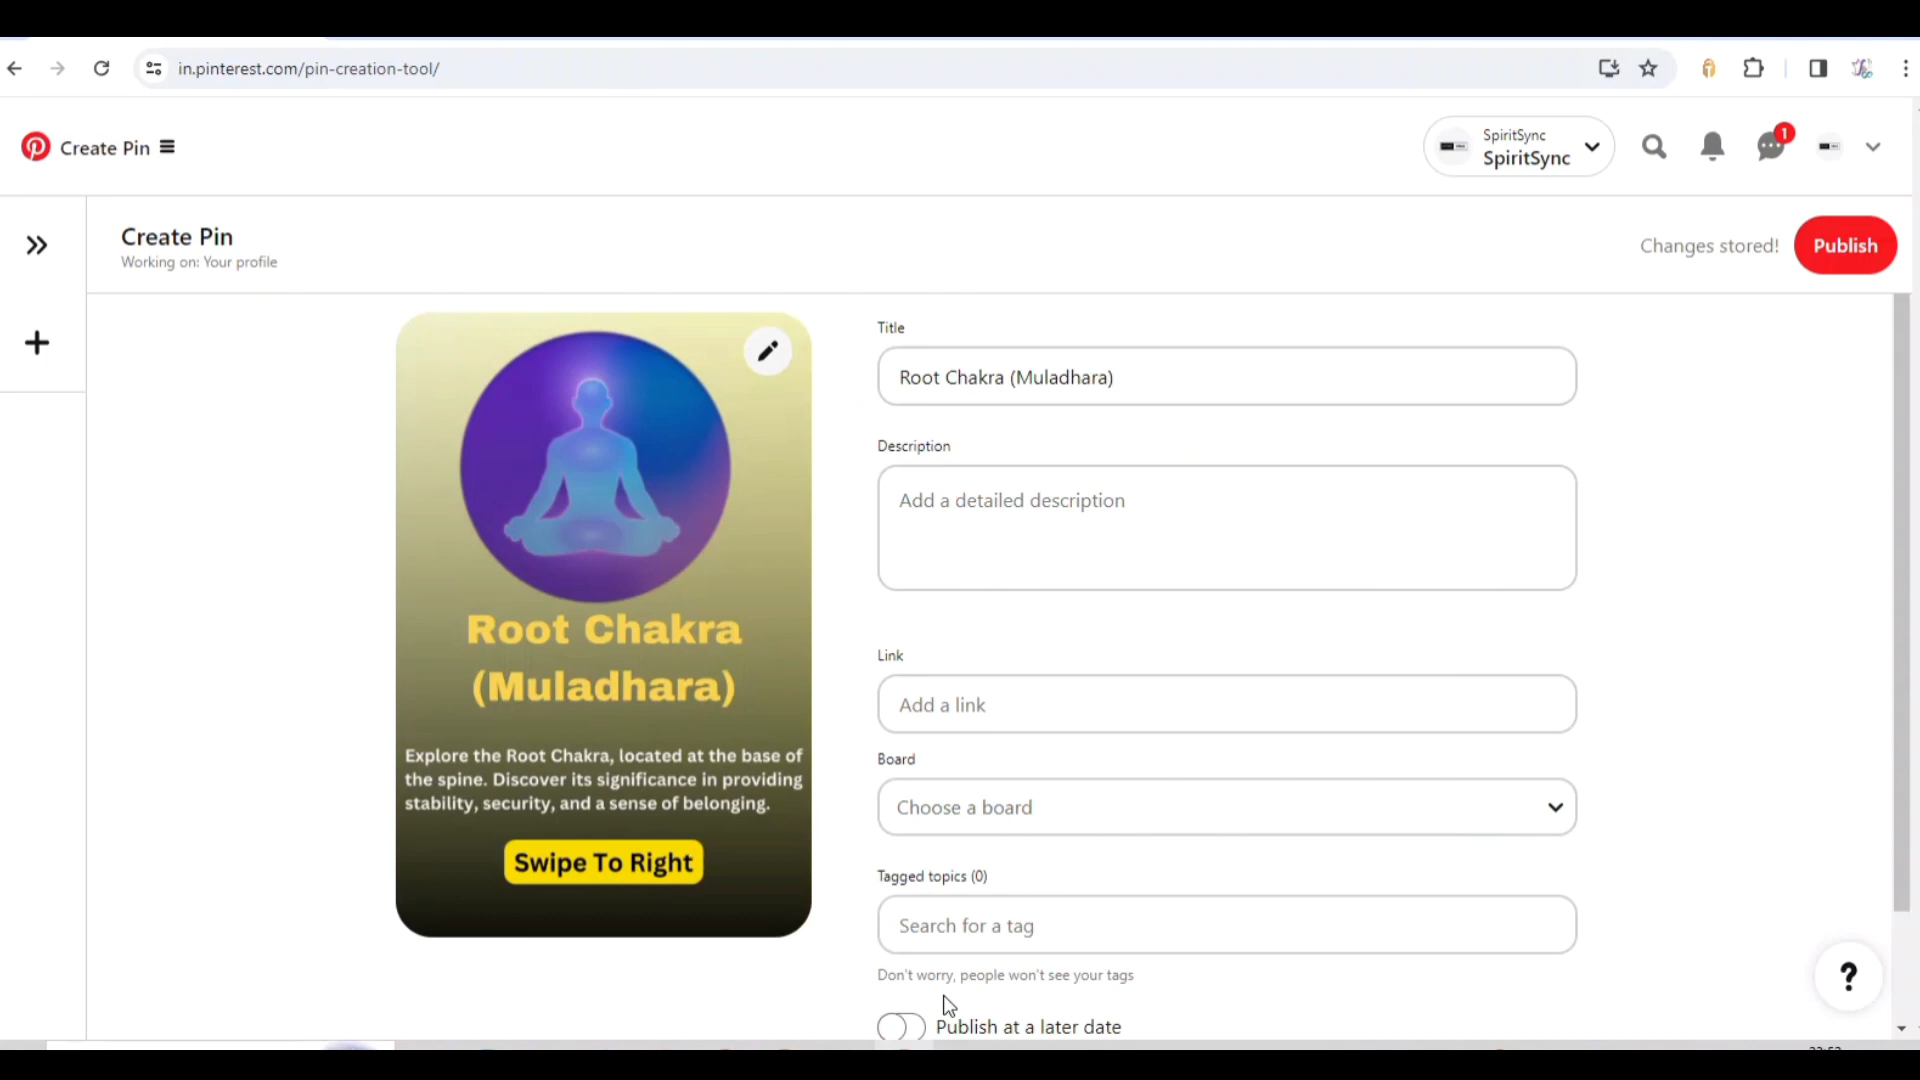 in.pinterest.com/pin-creation-tool/
Create Pin
SpiritSync
SpiritSync
1
Create Pin
Working on: Your profile
Changes stored!
Publish
Root Chakra
(Muladhara)
Explore the Root Chakra, located at the base of
the spine. Discover its significance in providing
stability, security, and a sense of belonging.
Swipe To Right
Title
Root Chakra (Muladhara)
Description
Add a detailed description
Link
Add a link
Board
Choose a board
Tagged topics (0)
Search for a tag
Don't worry, people won't see your tags
Publish at a later date
?